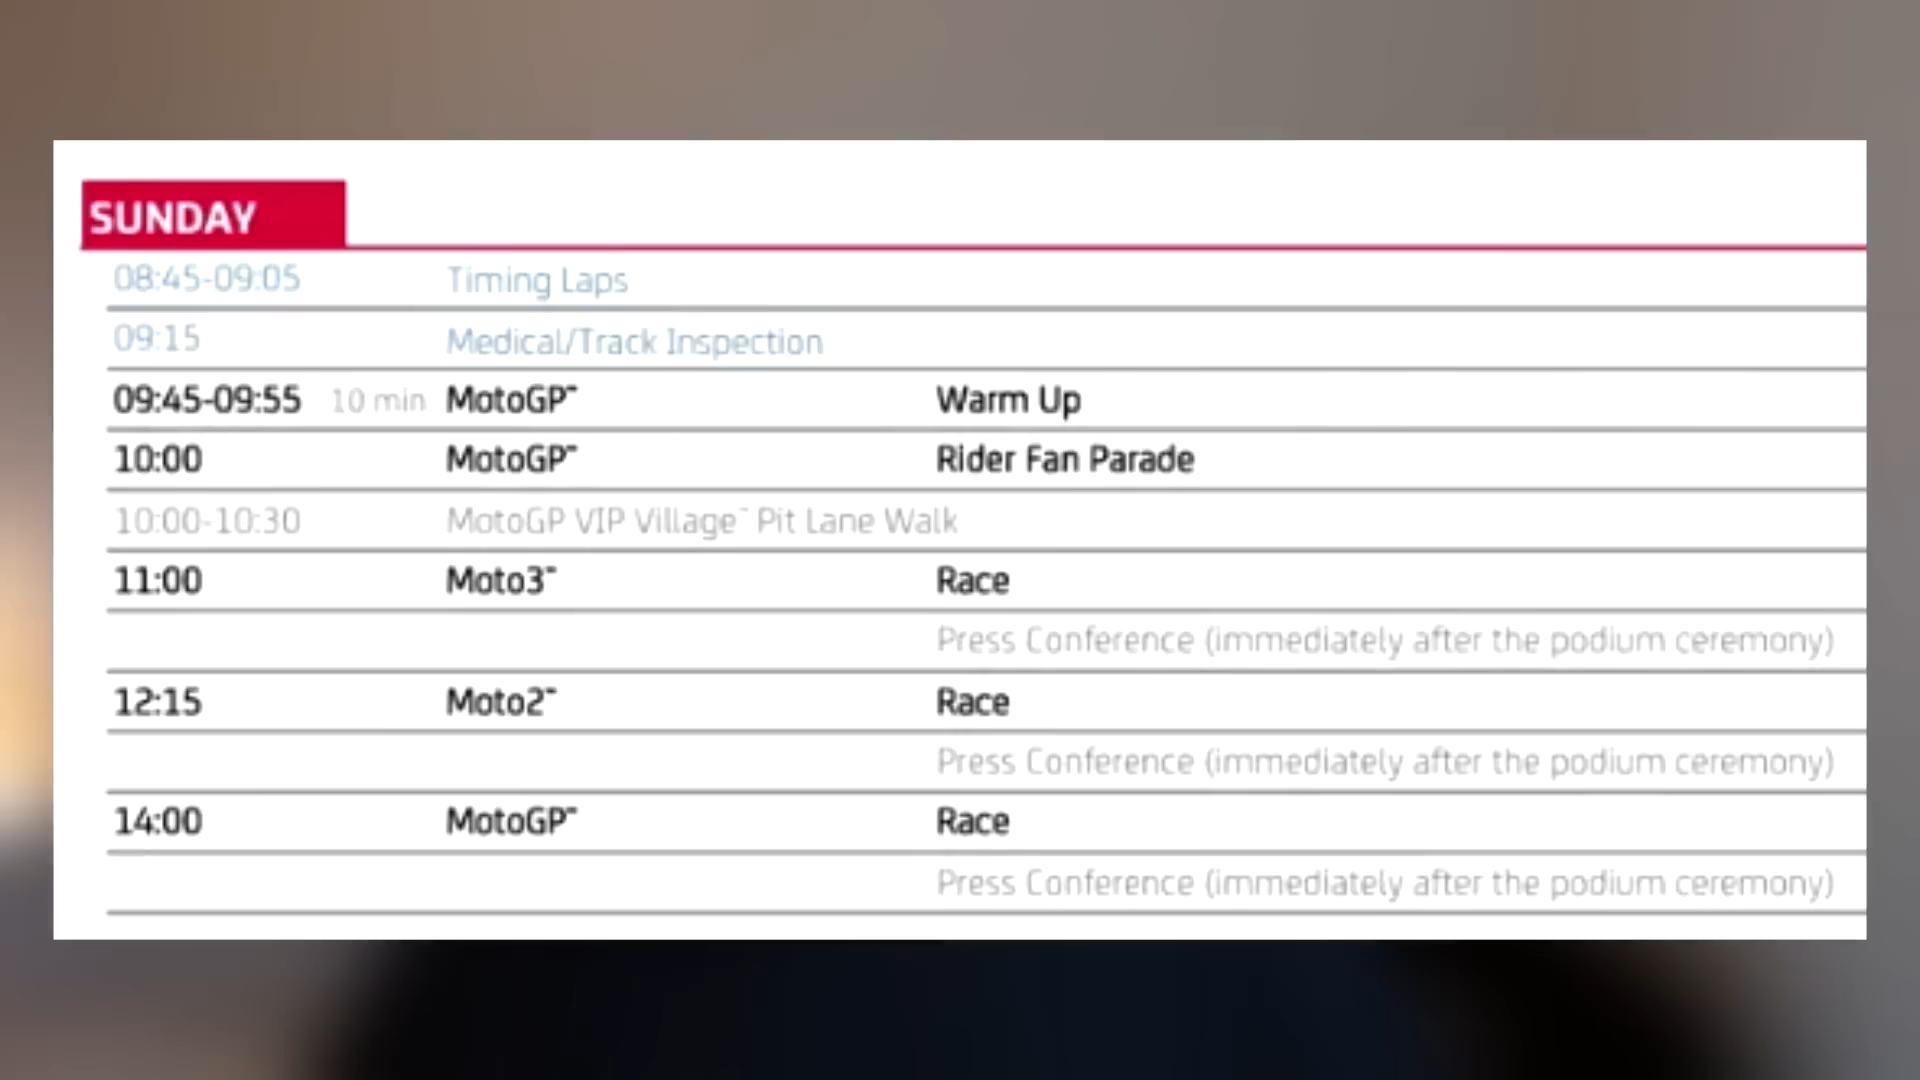 SUNDAY
08:45-09:05 Timing Laps
09:15 Medical/Track Inspection
09:45-09:55 10 min MotoGP™ Warm Up
10:00 MotoGP™ Rider Fan Parade
10:00-10:30 MotoGP VIP Village™ Pit Lane Walk
11:00 Moto3™ Race
Press Conference (immediately after the podium ceremony)
12:15 Moto2™ Race
Press Conference (immediately after the podium ceremony)
14:00 MotoGP™ Race
Press Conference (immediately after the podium ceremony)